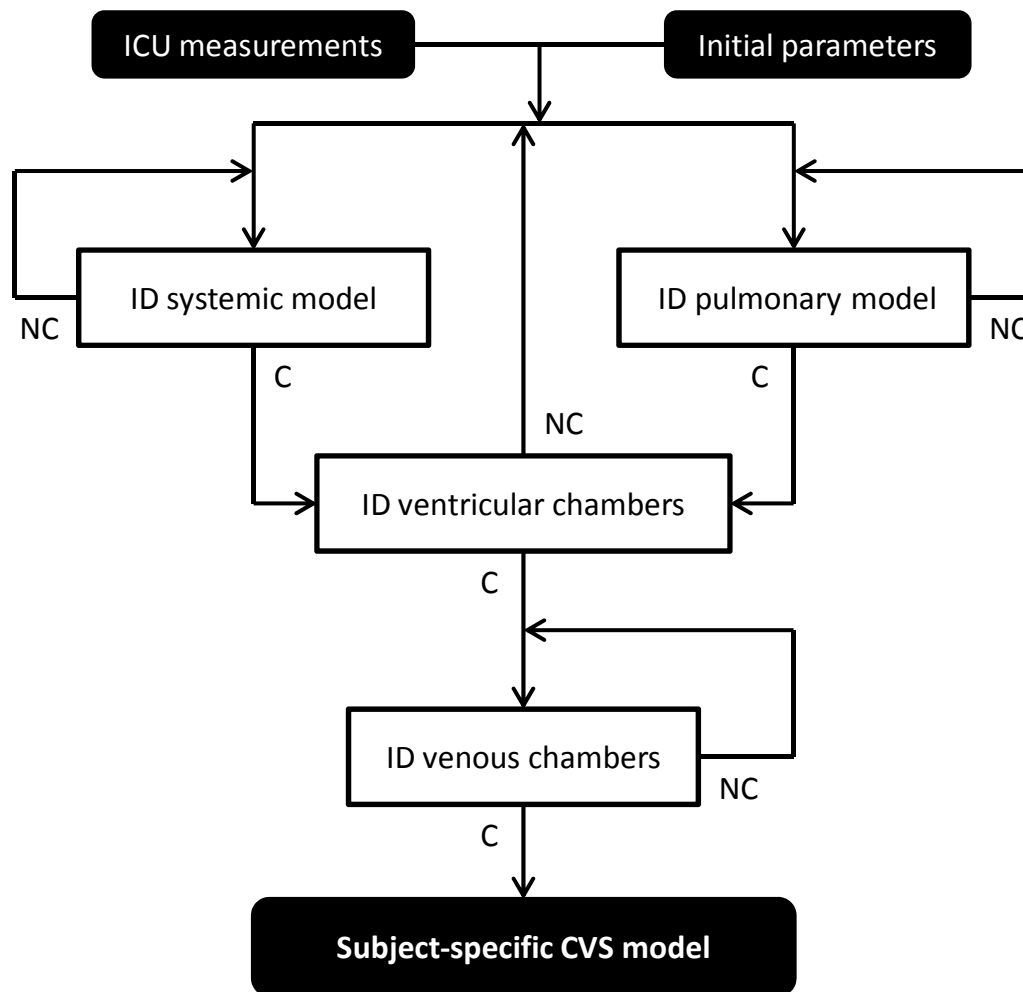 ICU measurements
Initial parameters
ID systemic model
ID pulmonary model
NC
NC
C
C
NC
ID ventricular chambers
C
ID venous chambers
NC
C
Subject-specific CVS model